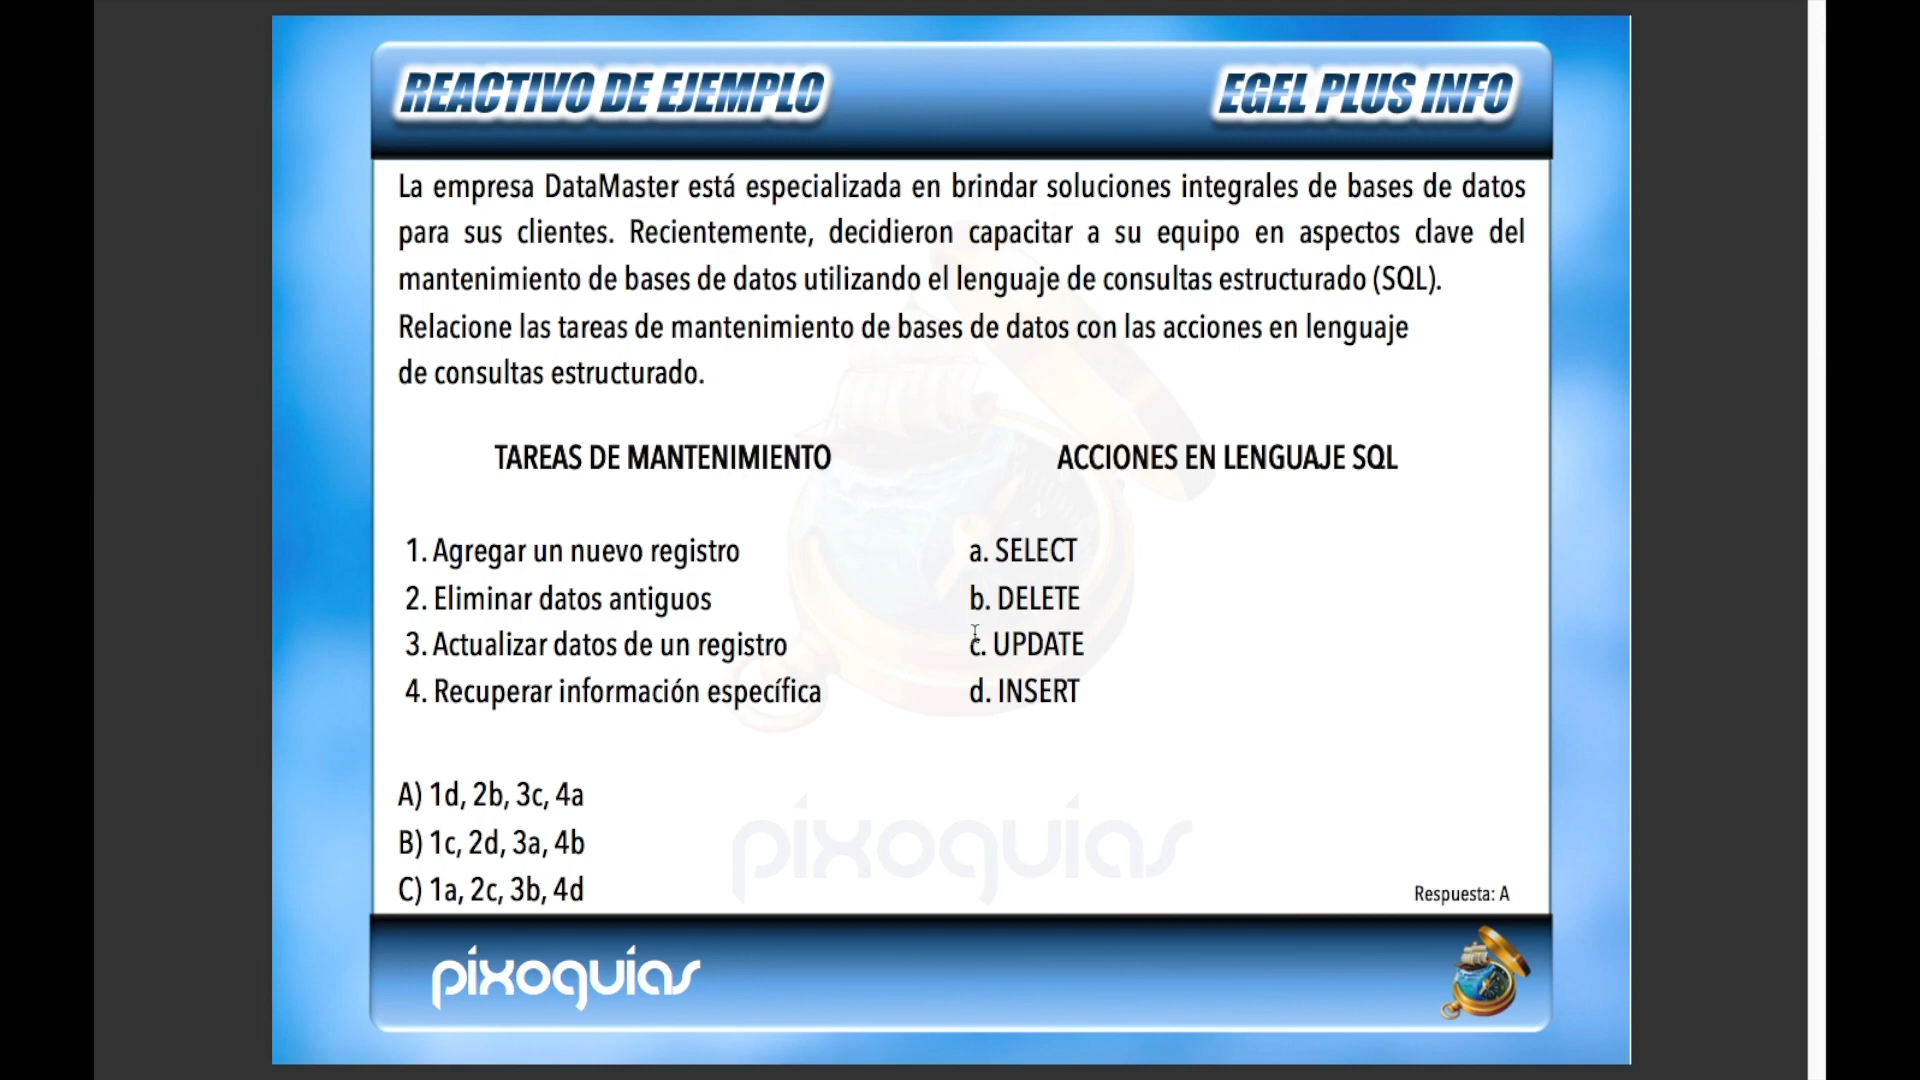 REACTIVO DE EJEMPLO
EGEL PLUS INFO
La empresa DataMaster está especializada en brindar soluciones integrales de bases de datos
para sus clientes. Recientemente, decidieron capacitar a su equipo en aspectos clave del
mantenimiento de bases de datos utilizando el lenguaje de consultas estructurado (SQL).
Relacione las tareas de mantenimiento de bases de datos con las acciones en lenguaje
de consultas estructurado.
TAREAS DE MANTENIMIENTO
ACCIONES EN LENGUAJE SQL
1. Agregar un nuevo registro
a. SELECT
2. Eliminar datos antiguos
b. DELETE
3. Actualizar datos de un registro
c. UPDATE
4. Recuperar información específica
d. INSERT
A) 1d, 2b, 3c, 4a
B) 1c, 2d, 3a, 4b
C) 1a, 2c, 3b, 4d
pixoguías
Respuesta: A
pixoguías